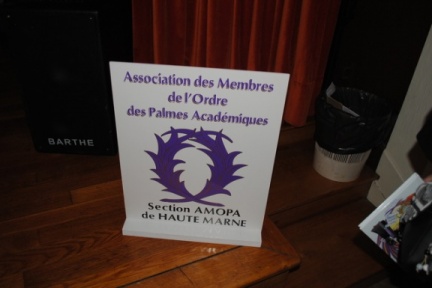 Association des Membres
de l'Ordre
des Palmes Académiques
Section AMOPA
de HAUTE MARNE
BARTHE